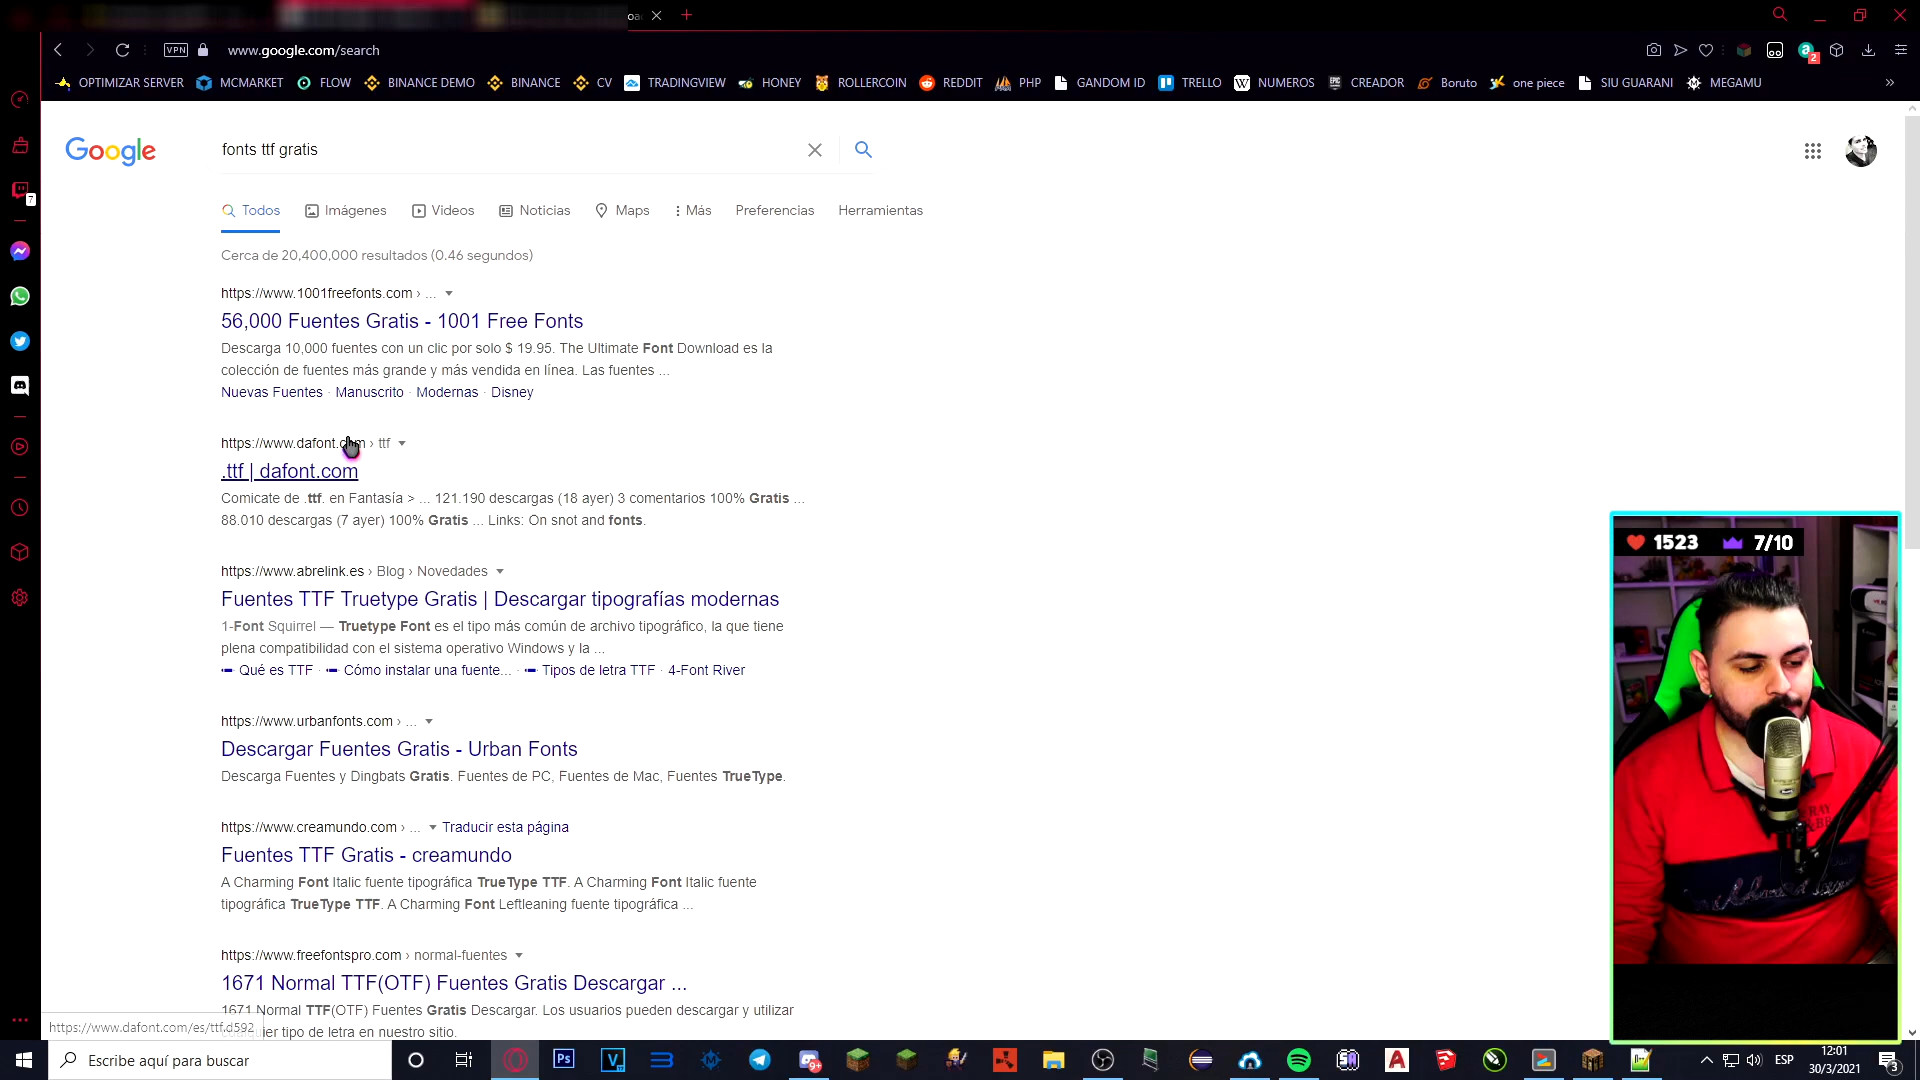 www.google.com/search
VPN
2
OPTIMIZAR SERVER MCMARKET FLOW BINANCE DEMO BINANCE CV TRADINGVIEW HONEY ROLLERCOIN REDDIT PHP GANDOM ID TRELLO NUMEROS CREADOR Boruto one piece SIU GUARANI MEGAMU
Google
fonts ttf gratis
7
Todos Imágenes Videos Noticias Maps Más Preferencias Herramientas
Cerca de 20,400,000 resultados (0.46 segundos)
https://www.1001freefonts.com › ...
56,000 Fuentes Gratis - 1001 Free Fonts
Descarga 10,000 fuentes con un clic por solo $ 19.95. The Ultimate Font Download es la
colección de fuentes más grande y más vendida en línea. Las fuentes ...
Nuevas Fuentes · Manuscrito · Modernas · Disney
https://www.dafont.com › ttf
.ttf | dafont.com
Comicate de .ttf. en Fantasía > ... 121.190 descargas (18 ayer) 3 comentarios 100% Gratis ...
88.010 descargas (7 ayer) 100% Gratis ... Links: On snot and fonts.
https://www.abrelink.es › Blog › Novedades
Fuentes TTF Truetype Gratis | Descargar tipografías modernas
1-Font Squirrel — Truetype Font es el tipo más común de archivo tipográfico, la que tiene
plena compatibilidad con el sistema operativo Windows y la ...
Qué es TTF · Cómo instalar una fuente... · Tipos de letra TTF · 4-Font River
https://www.urbanfonts.com › ...
Descargar Fuentes Gratis - Urban Fonts
Descarga Fuentes y Dingbats Gratis. Fuentes de PC, Fuentes de Mac, Fuentes TrueType.
https://www.creamundo.com › ... Traducir esta página
Fuentes TTF Gratis - creamundo
A Charming Font Italic fuente tipográfica TrueType TTF. A Charming Font Italic fuente
tipográfica TrueType TTF. A Charming Font Leftleaning fuente tipográfica ...
https://www.freefontspro.com › normal-fuentes
1671 Normal TTF(OTF) Fuentes Gratis Descargar ...
1671 Normal TTF(OTF) Fuentes Gratis Descargar. Los usuarios pueden descargar y utilizar
ier tipo de letra en nuestro sitio.
https://www.dafont.com/es/ttf.d592
1523 7/10
Escribe aquí para buscar
Ps
9+
ESP
12:01
30/3/2021
3